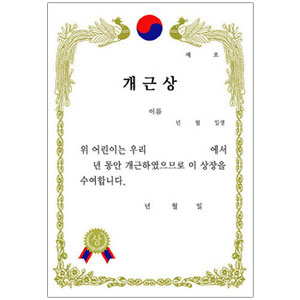 제 호
개근상
이름
년 월 일생
위 어린이는 우리 에서
년 동안 개근하였으므로 이 상장을
수여합니다.
년 월 일
상